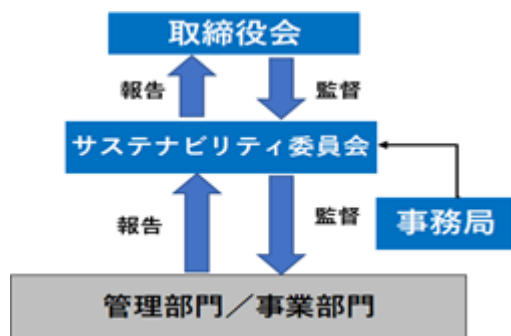 取締役会
報告
監督
サステナビリティ委員会
報告
監督
事務局
管理部門／事業部門